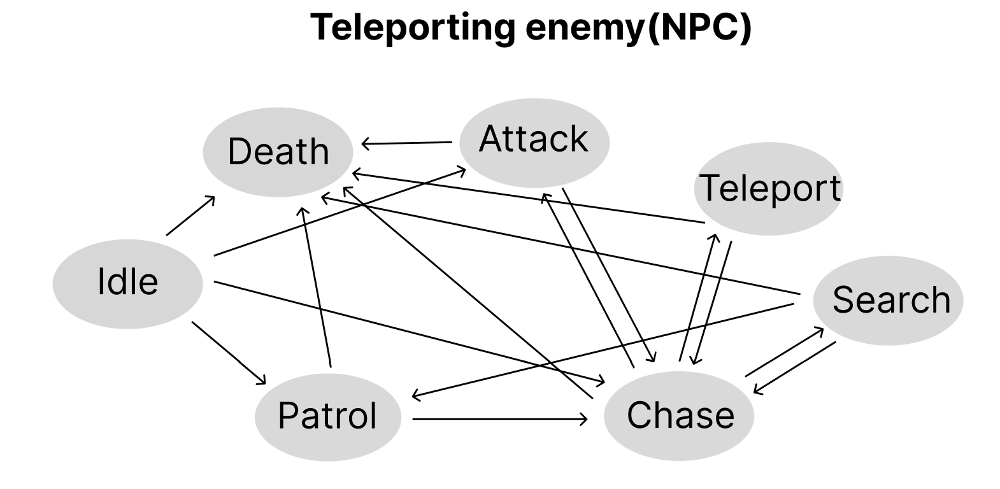 Teleporting enemy(NPC)
Death
Attack
Teleport
Idle
Search
Patrol
Chase